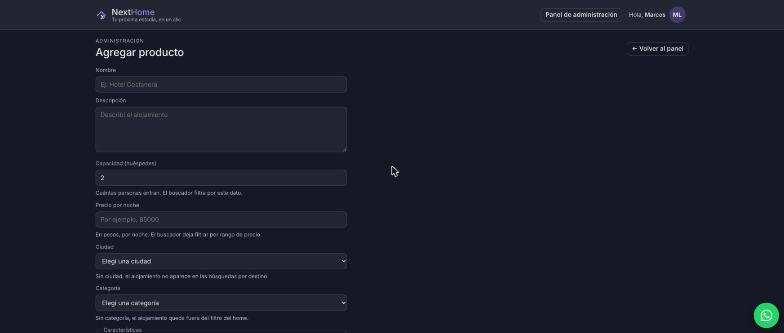 NextHome
Tu próxima estadía, en un clic
Panel de administración
Hola, Marcos
ML
ADMINISTRACIÓN
Agregar producto
← Volver al panel
Nombre
Ej: Hotel Costanera
Descripción
Describí el alojamiento
Capacidad (huéspedes)
2
Cuántas personas entran. El buscador filtra por este dato.
Precio por noche
Por ejemplo, 85000
En pesos, por noche. El buscador deja filtrar por rango de precio.
Ciudad
Elegí una ciudad
Sin ciudad, el alojamiento no aparece en las búsquedas por destino.
Categoría
Elegí una categoría
Sin categoría, el alojamiento queda fuera del filtro del home.
Características